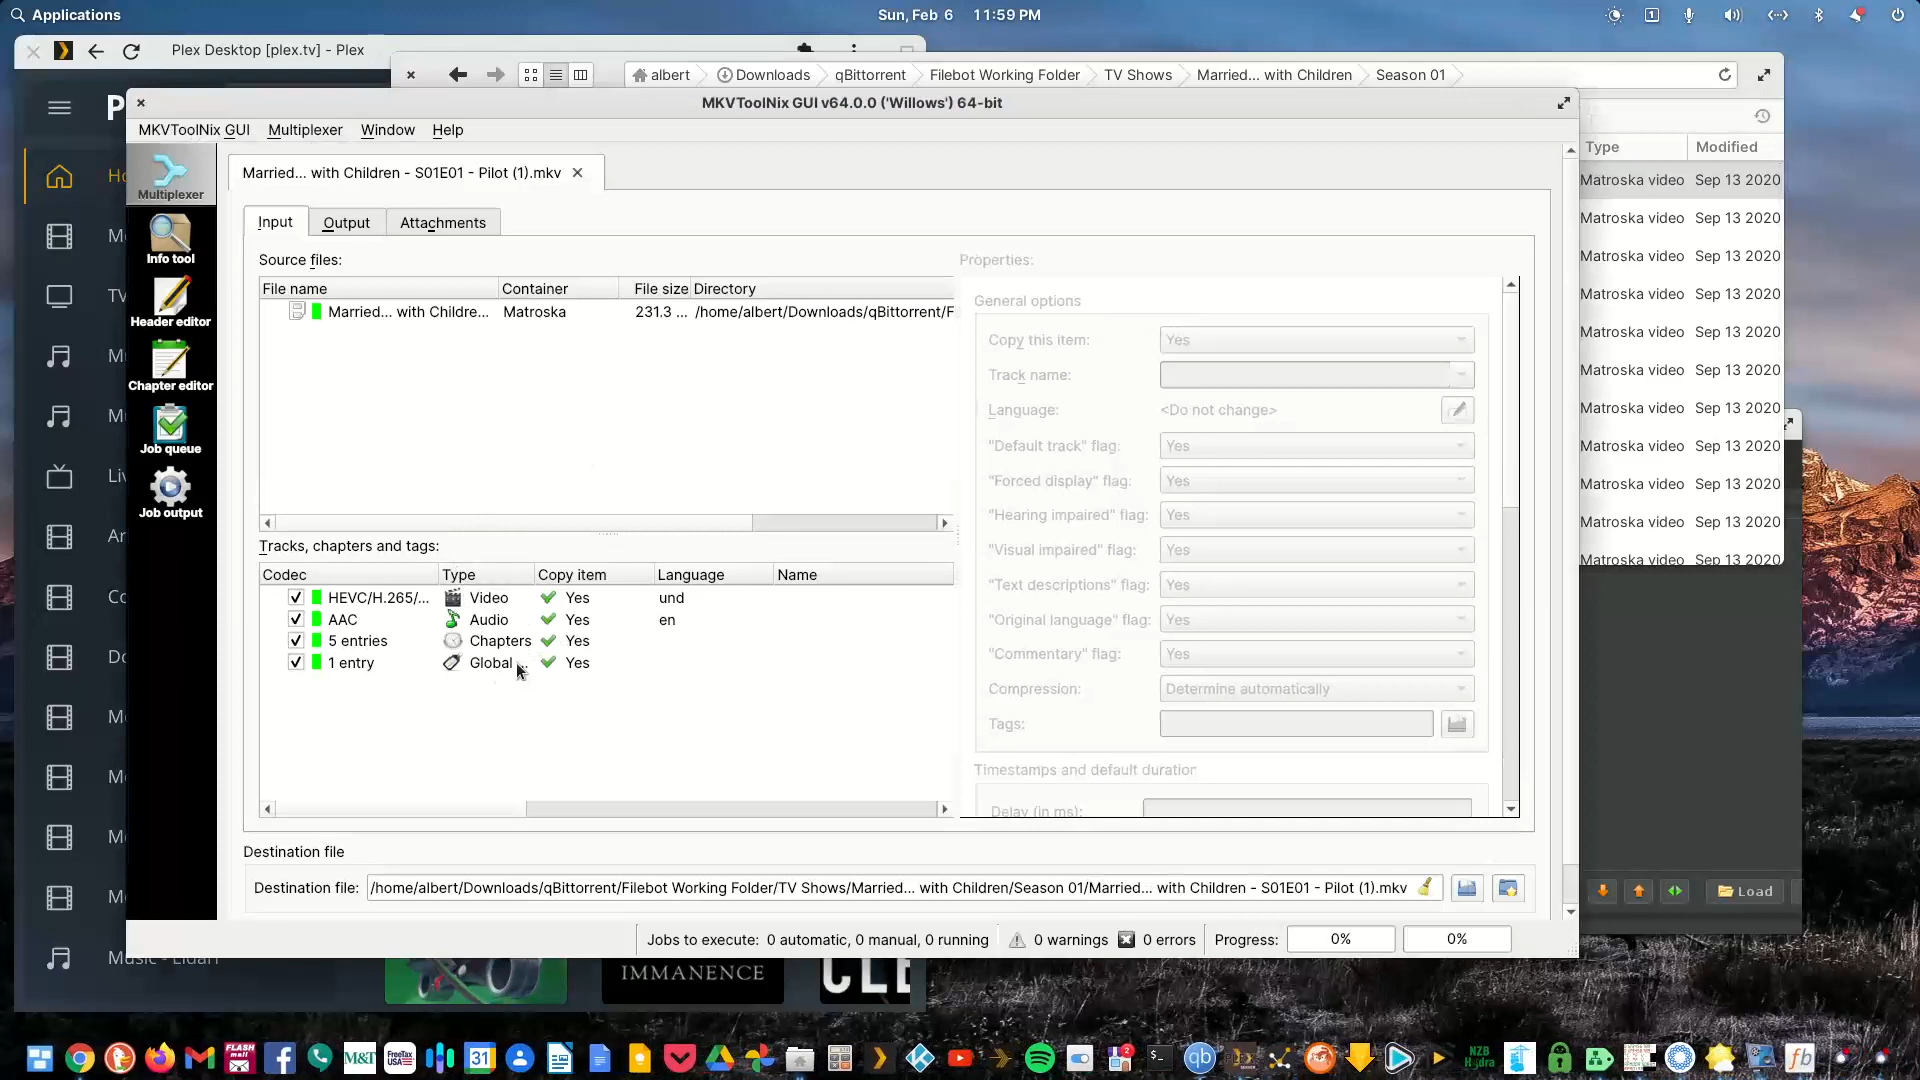 Applications
Sun, Feb 6 11:59 PM
Plex Desktop [plex.tv] - Plex
albert
Downloads
qBittorrent
Filebot Working Folder
TV Shows
Married... with Children
Season 01
MKVToolNix GUI v64.0.0 ('Willows') 64-bit
MKVToolNix GUI Multiplexer Window Help
Type Modified
Married... with Children - S01E01 - Pilot (1).mkv
Multiplexer
Info tool
Header editor
Chapter editor
Job queue
Job output
Input Output Attachments
Source files:
File name Container File size Directory
Married... with Childre... Matroska 231.3 ... /home/albert/Downloads/qBittorrent/F
Tracks, chapters and tags:
Codec Type Copy item Language Name
HEVC/H.265/... Video Yes und
AAC Audio Yes en
5 entries Chapters Yes
1 entry Global Yes
Properties:
General options
Copy this item: Yes
Track name:
Language: <Do not change>
"Default track" flag: Yes
"Forced display" flag: Yes
"Hearing impaired" flag: Yes
"Visual impaired" flag: Yes
"Text descriptions" flag: Yes
"Original language" flag: Yes
"Commentary" flag: Yes
Compression: Determine automatically
Tags:
Timestamps and default duration
Delay (in ms):
Matroska video Sep 13 2020
Matroska video Sep 13 2020
Matroska video Sep 13 2020
Matroska video Sep 13 2020
Matroska video Sep 13 2020
Matroska video Sep 13 2020
Matroska video Sep 13 2020
Matroska video Sep 13 2020
Matroska video Sep 13 2020
Matroska video Sep 13 2020
Matroska video Sep 13 2020
Destination file
Destination file: /home/albert/Downloads/qBittorrent/Filebot Working Folder/TV Shows/Married... with Children/Season 01/Married... with Children - S01E01 - Pilot (1).mkv
Load
Jobs to execute: 0 automatic, 0 manual, 0 running 0 warnings 0 errors Progress: 0% 0%
IMMANENCE
M&T
31